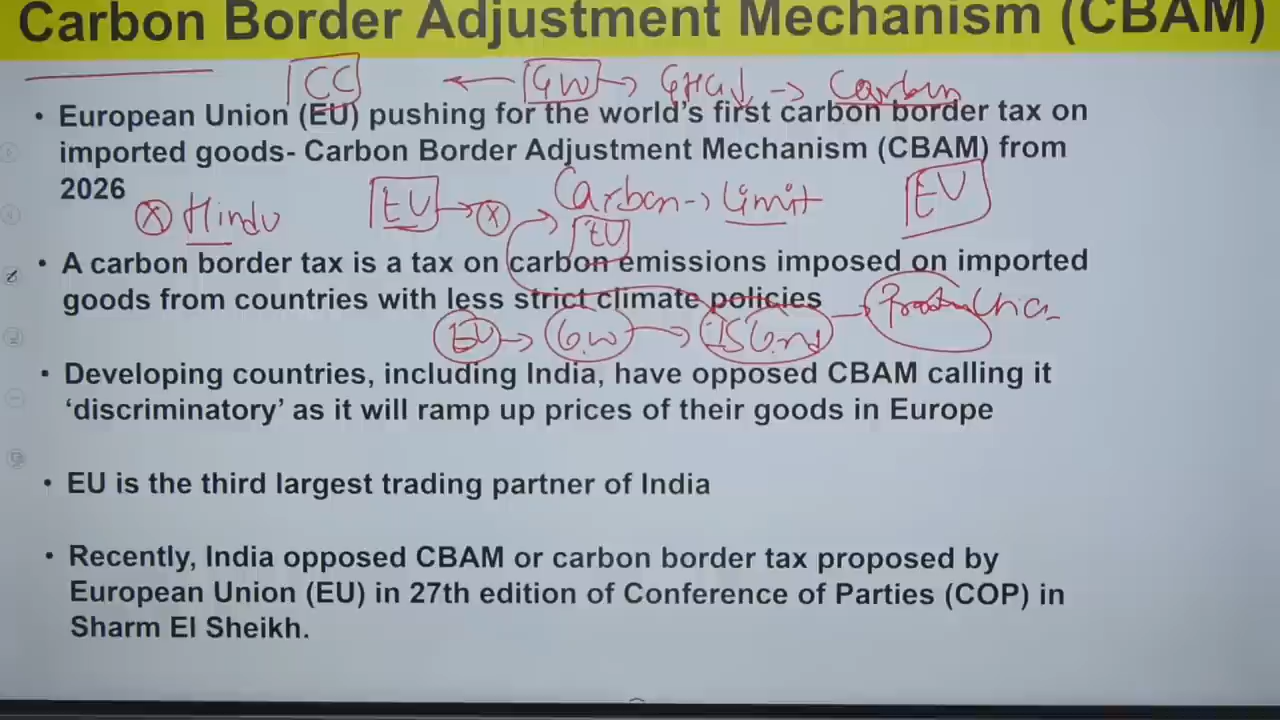 Carbon Border Adjustment Mechanism (CBAM)
CC ← GW → GHG↓ → Carbon
• European Union (EU) pushing for the world's first carbon border tax on
imported goods- Carbon Border Adjustment Mechanism (CBAM) from
2026
Hindu EU → Carbon → Limit EU
EU
• A carbon border tax is a tax on carbon emissions imposed on imported
goods from countries with less strict climate policies
EU → G.W →
• Developing countries, including India, have opposed CBAM calling it
‘discriminatory’ as it will ramp up prices of their goods in Europe
• EU is the third largest trading partner of India
• Recently, India opposed CBAM or carbon border tax proposed by
European Union (EU) in 27th edition of Conference of Parties (COP) in
Sharm El Sheikh.